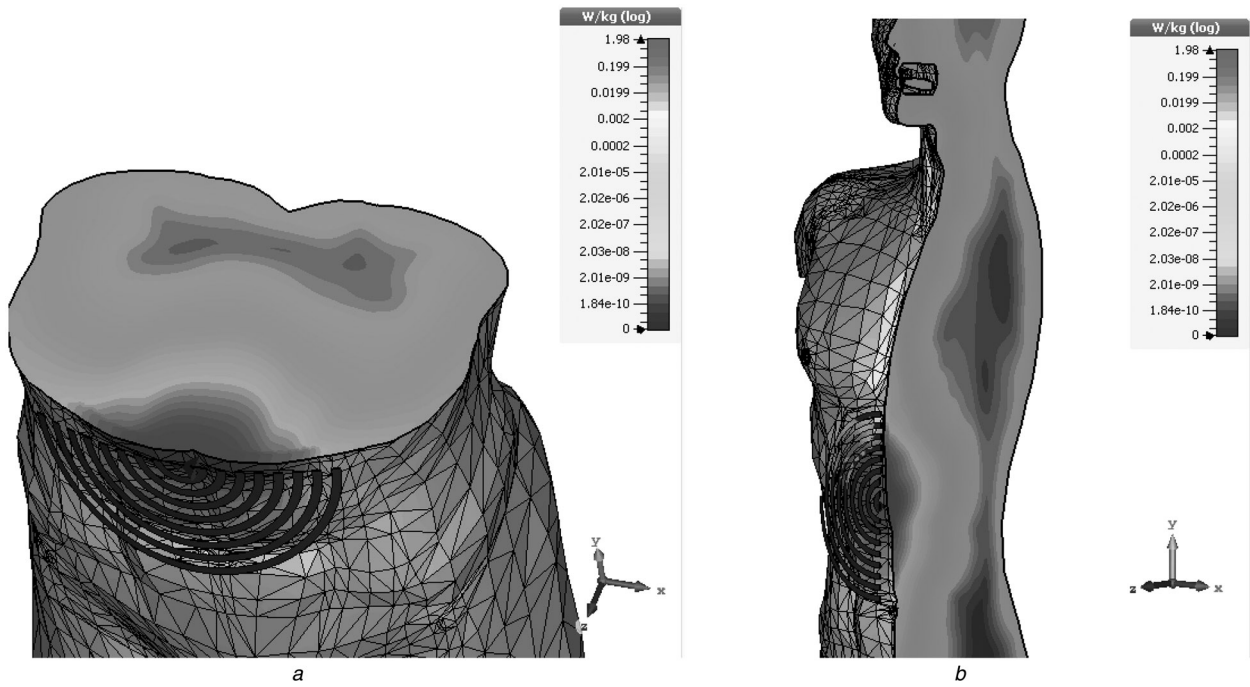 W/kg (log)
1.98
0.199
0.0199
0.002
0.0002
2.01e-05
2.02e-06
2.02e-07
2.03e-08
2.01e-09
1.84e-10
0
y
x
z
a
W/kg (log)
1.98
0.199
0.0199
0.002
0.0002
2.01e-05
2.02e-06
2.02e-07
2.03e-08
2.01e-09
1.84e-10
0
y
z
x
b